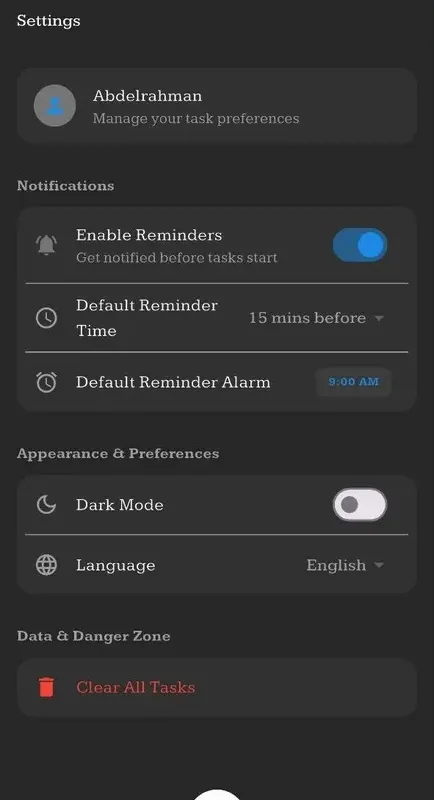 Settings
Abdelrahman
Manage your task preferences
Notifications
Enable Reminders
Get notified before tasks start
Default Reminder
Time
15 mins before
Default Reminder Alarm
9:00 AM
Appearance & Preferences
Dark Mode
Language
English
Data & Danger Zone
Clear All Tasks